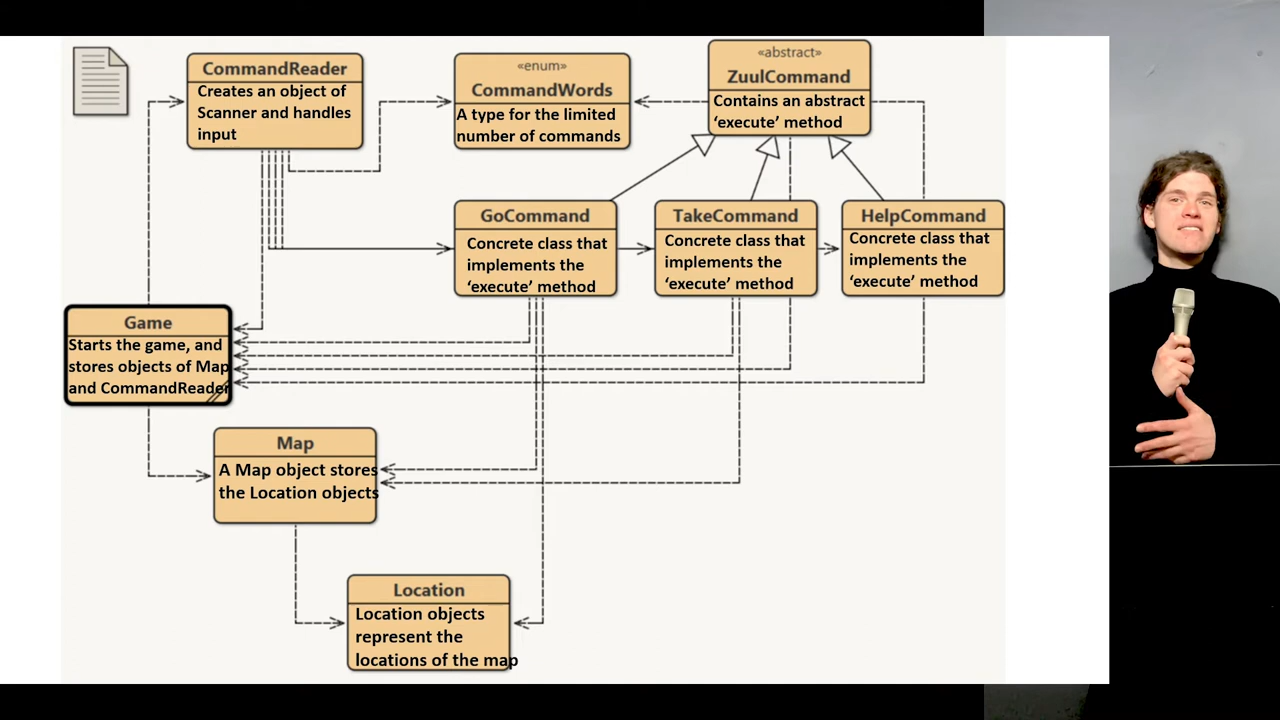 CommandReader
Creates an object of
Scanner and handles
input
«enum»
CommandWords
A type for the limited
number of commands
«abstract»
ZuulCommand
Contains an abstract
‘execute’ method
GoCommand
Concrete class that
implements the
‘execute’ method
TakeCommand
Concrete class that
implements the
‘execute’ method
HelpCommand
Concrete class that
implements the
‘execute’ method
Game
Starts the game, and
stores objects of Map
and CommandReader
Map
A Map object stores
the Location objects
Location
Location objects
represent the
locations of the map